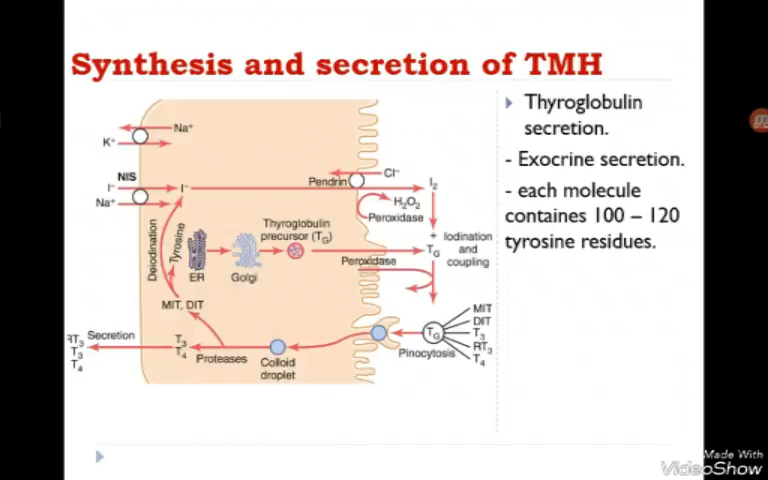 Synthesis and secretion of TMH
Na⁺
K⁺
NIS
I⁻
Na⁺
I⁻
Cl⁻
Pendrin
I₂
H₂O₂
Peroxidase
Thyroglobulin
precursor (TG)
Deiodination
Tyrosine
ER
Golgi
+
TG
Iodination
and
coupling
Peroxidase
MIT, DIT
Secretion
RT₃
T₃
T₄
T₃
T₄
Proteases
Colloid
droplet
Pinocytosis
TG
MIT
DIT
T₃
RT₃
T₄
Thyroglobulin
secretion.
- Exocrine secretion.
- each molecule
containes 100 – 120
tyrosine residues.
Made With
VideoShow